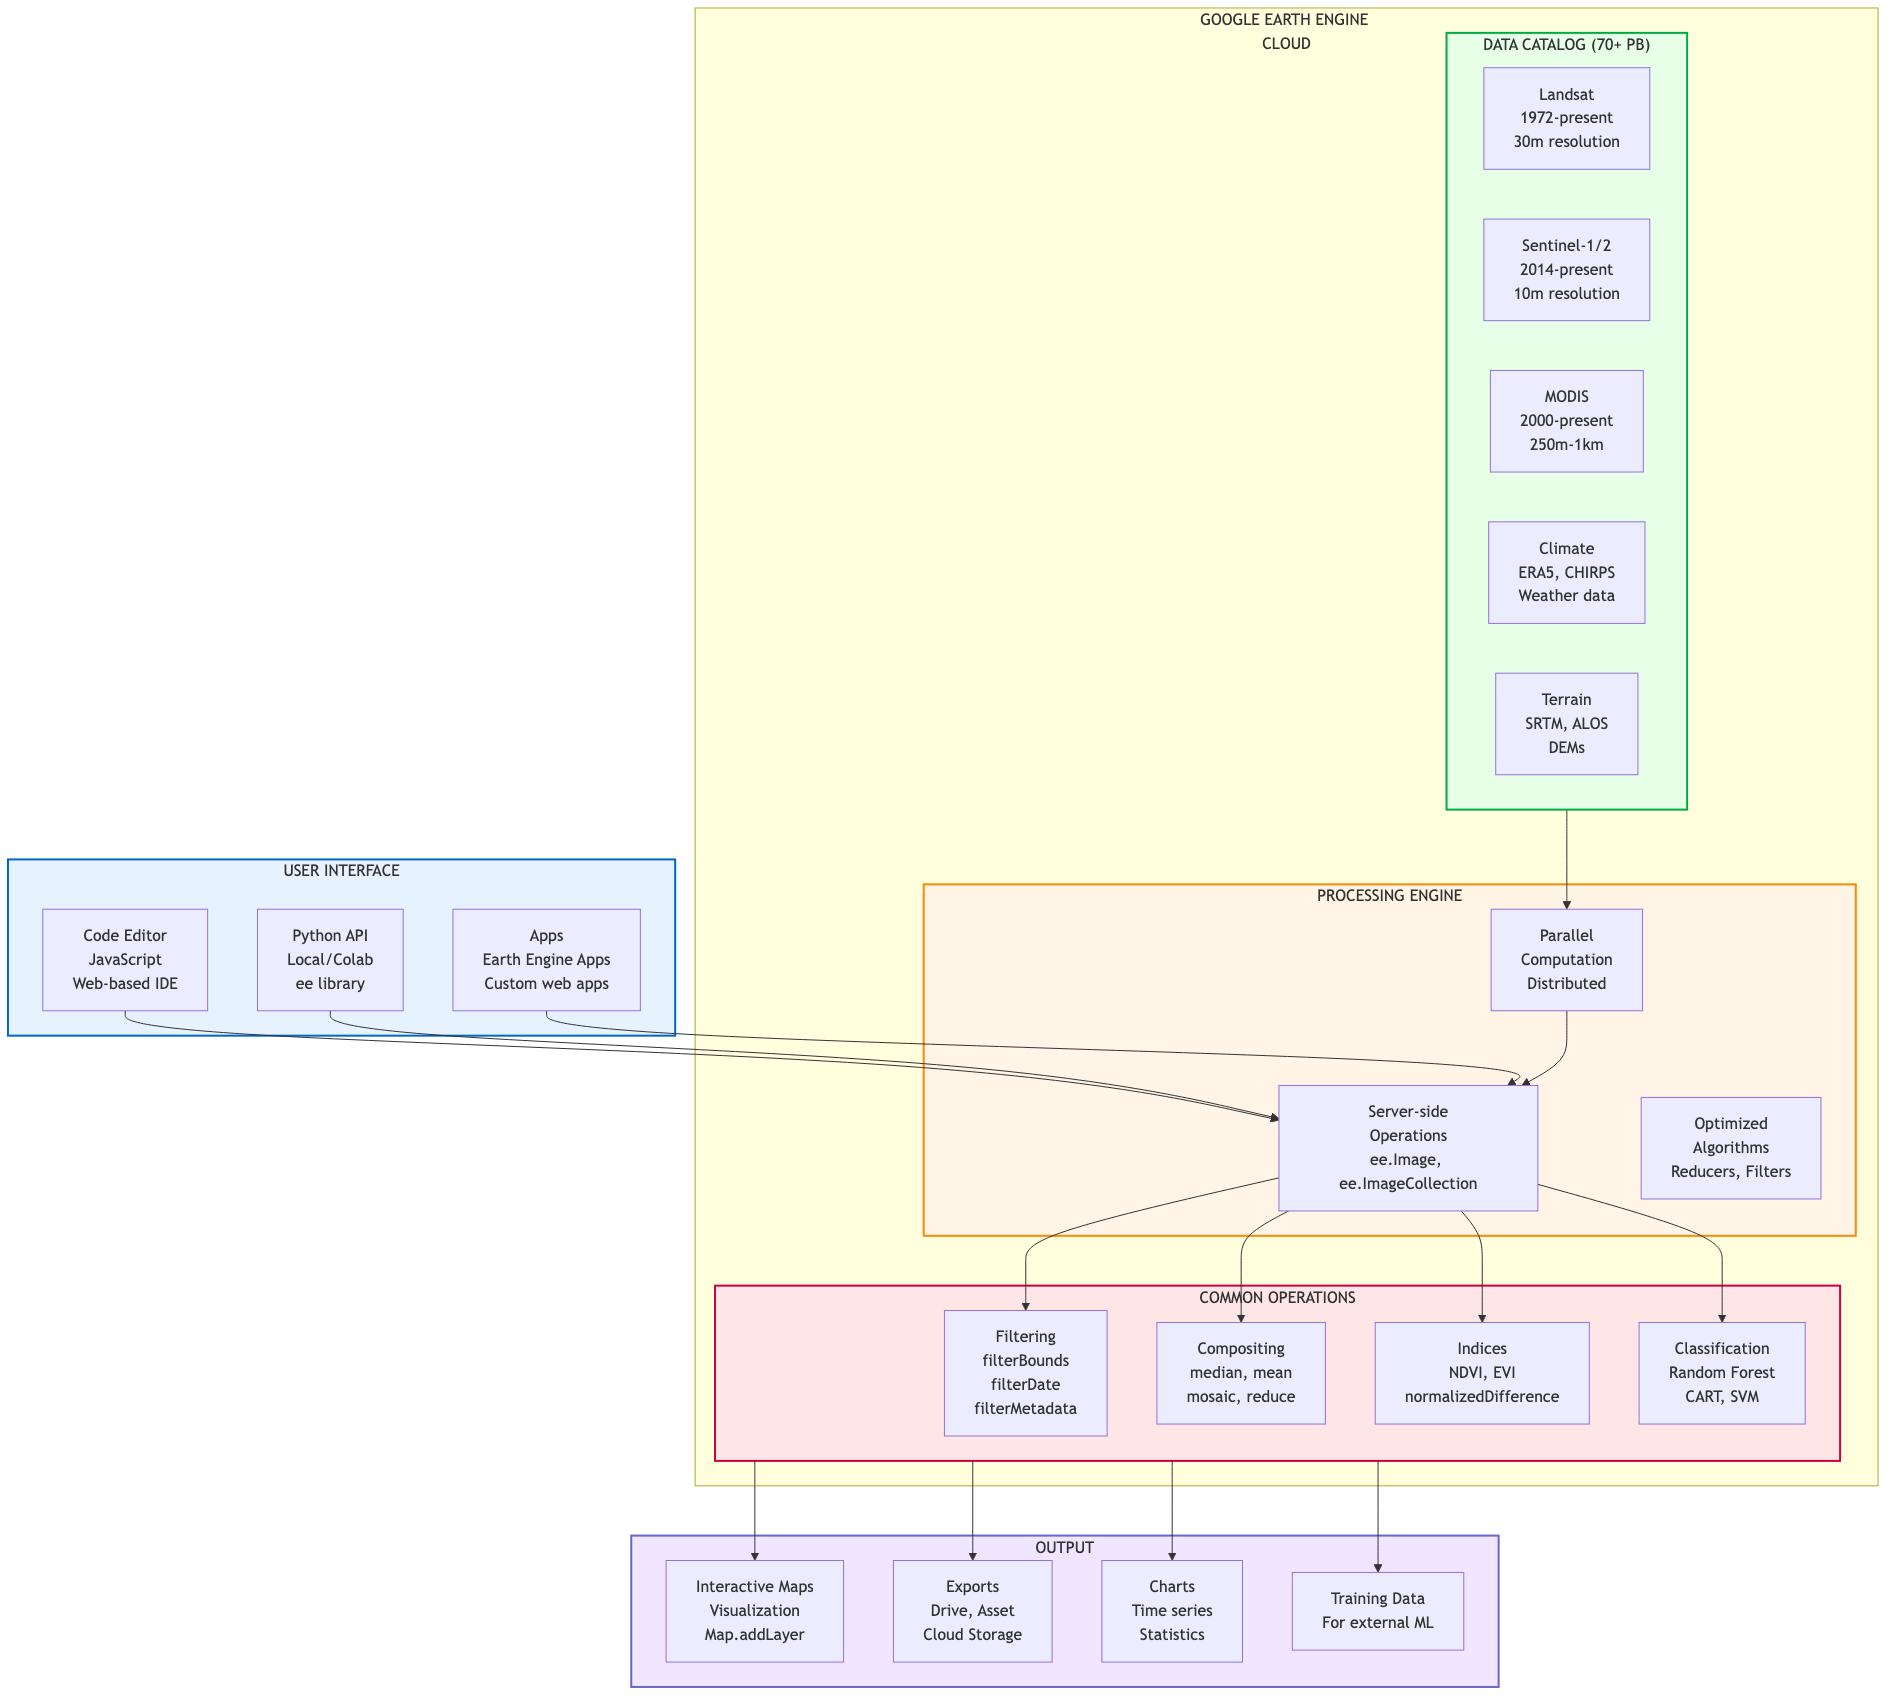 GOOGLE EARTH ENGINE
CLOUD
DATA CATALOG (70+ PB)
Landsat
1972-present
30m resolution
Sentinel-1/2
2014-present
10m resolution
MODIS
2000-present
250m-1km
Climate
ERA5, CHIRPS
Weather data
Terrain
SRTM, ALOS
DEMs
USER INTERFACE
Code Editor
JavaScript
Web-based IDE
Python API
Local/Colab
ee library
Apps
Earth Engine Apps
Custom web apps
PROCESSING ENGINE
Parallel
Computation
Distributed
Server-side
Operations
ee.Image,
ee.ImageCollection
Optimized
Algorithms
Reducers, Filters
COMMON OPERATIONS
Filtering
filterBounds
filterDate
filterMetadata
Compositing
median, mean
mosaic, reduce
Indices
NDVI, EVI
normalizedDifference
Classification
Random Forest
CART, SVM
OUTPUT
Interactive Maps
Visualization
Map.addLayer
Exports
Drive, Asset
Cloud Storage
Charts
Time series
Statistics
Training Data
For external ML